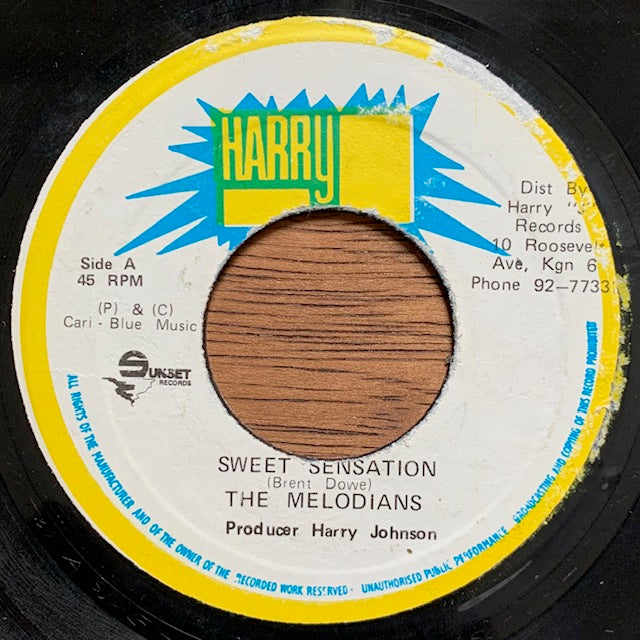 HARRY
Side A
45 RPM
(P) & (C)
Cari - Blue Music
SUNSET
RECORDS
Dist By
Harry "J"
Records
10 Roosevelt
Ave, Kgn 6
Phone 92-7733
SWEET SENSATION
(Brent Dowe)
THE MELODIANS
Producer Harry Johnson
ALL RIGHTS OF THE MANUFACTURER AND OF THE OWNER OF THE RECORDED WORK RESERVED - UNAUTHORISED PUBLIC PERFORMANCE BROADCASTING AND COPYING OF THIS RECORD PROHIBITED